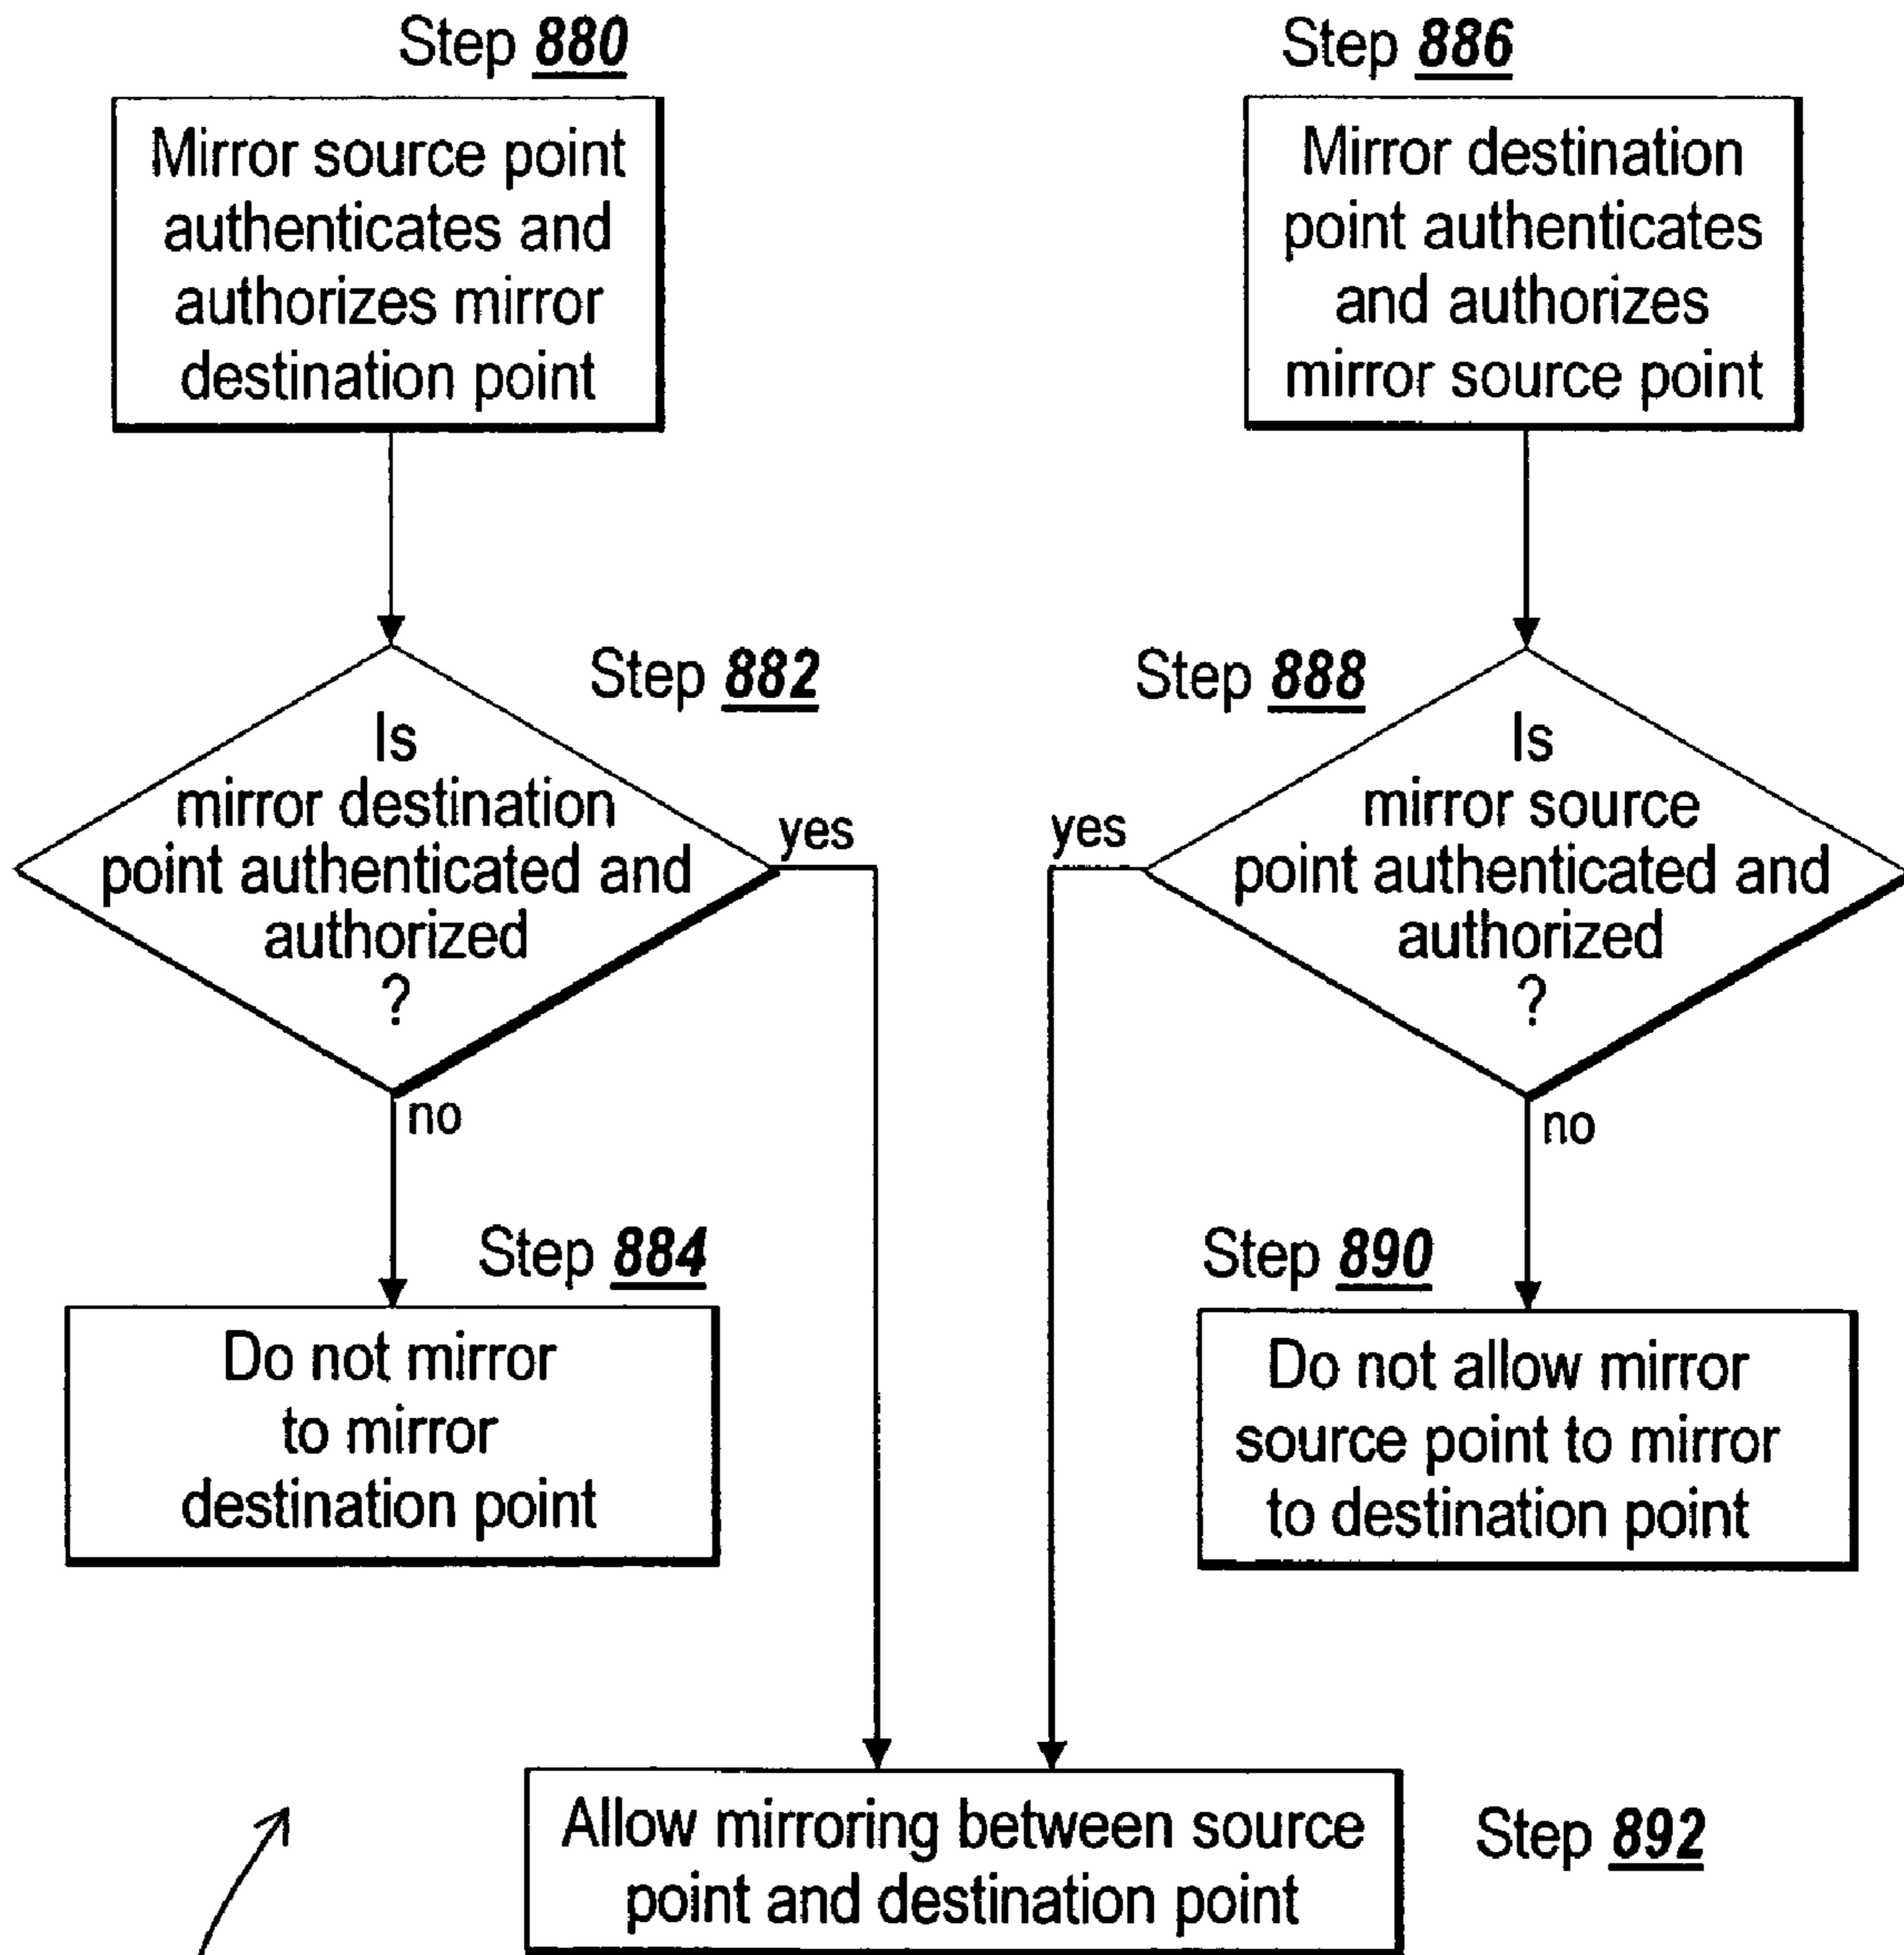 Step 880
Mirror source point
authenticates and
authorizes mirror
destination point
Step 886
Mirror destination
point authenticates
and authorizes
mirror source point
Step 882
Is
mirror destination
point authenticated and
authorized
?
yes
no
Step 888
Is
mirror source
point authenticated and
authorized
?
yes
no
Step 884
Do not mirror
to mirror
destination point
Step 890
Do not allow mirror
source point to mirror
to destination point
Allow mirroring between source
point and destination point
Step 892